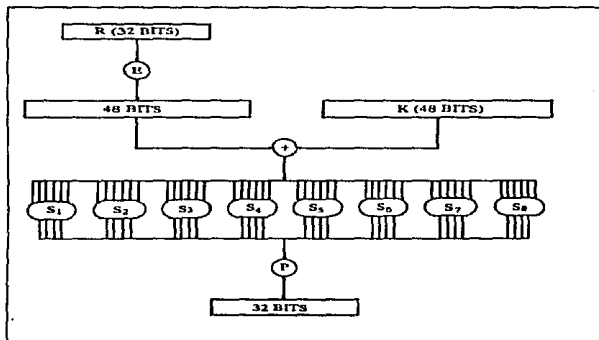 R (32 BITS)
E
48 BITS K (48 BITS)
+
S1 S2 S3 S4 S5 S6 S7 S8
P
32 BITS